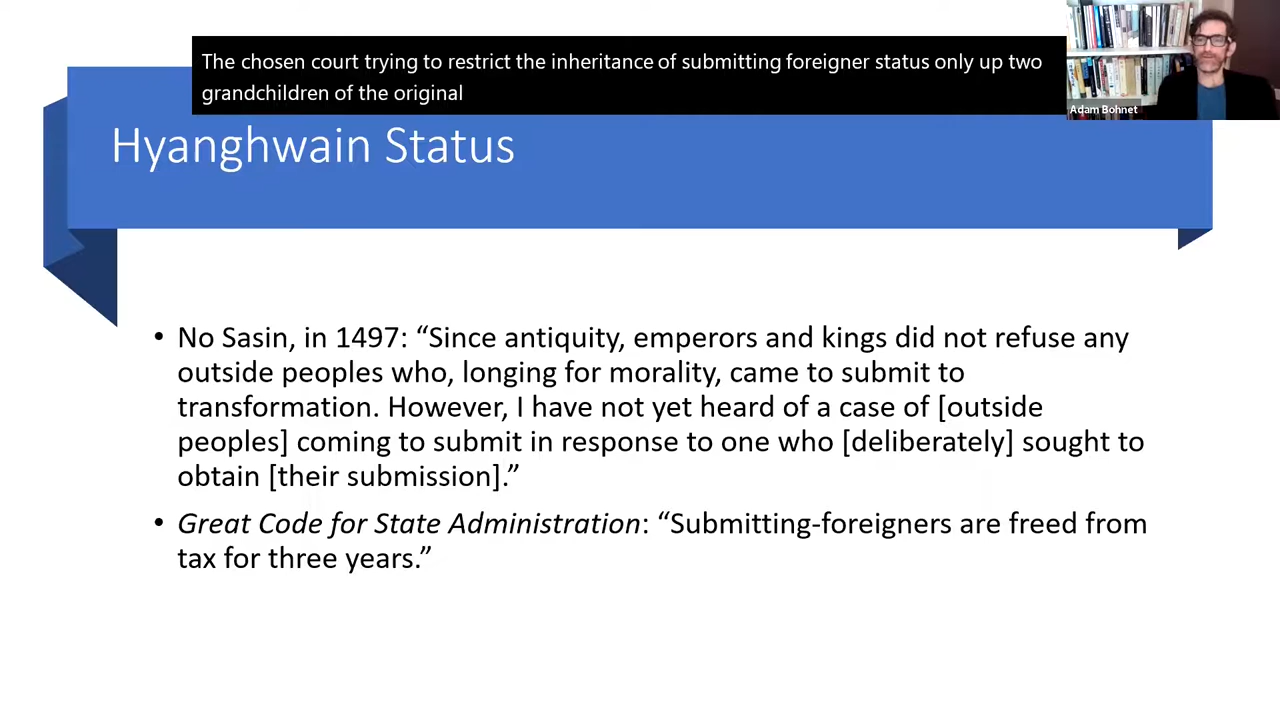 The chosen court trying to restrict the inheritance of submitting foreigner status only up two
grandchildren of the original
Adam Bohnet
Hyanghwain Status
• No Sasin, in 1497: “Since antiquity, emperors and kings did not refuse any
outside peoples who, longing for morality, came to submit to
transformation. However, I have not yet heard of a case of [outside
peoples] coming to submit in response to one who [deliberately] sought to
obtain [their submission].”
• Great Code for State Administration: “Submitting-foreigners are freed from
tax for three years.”